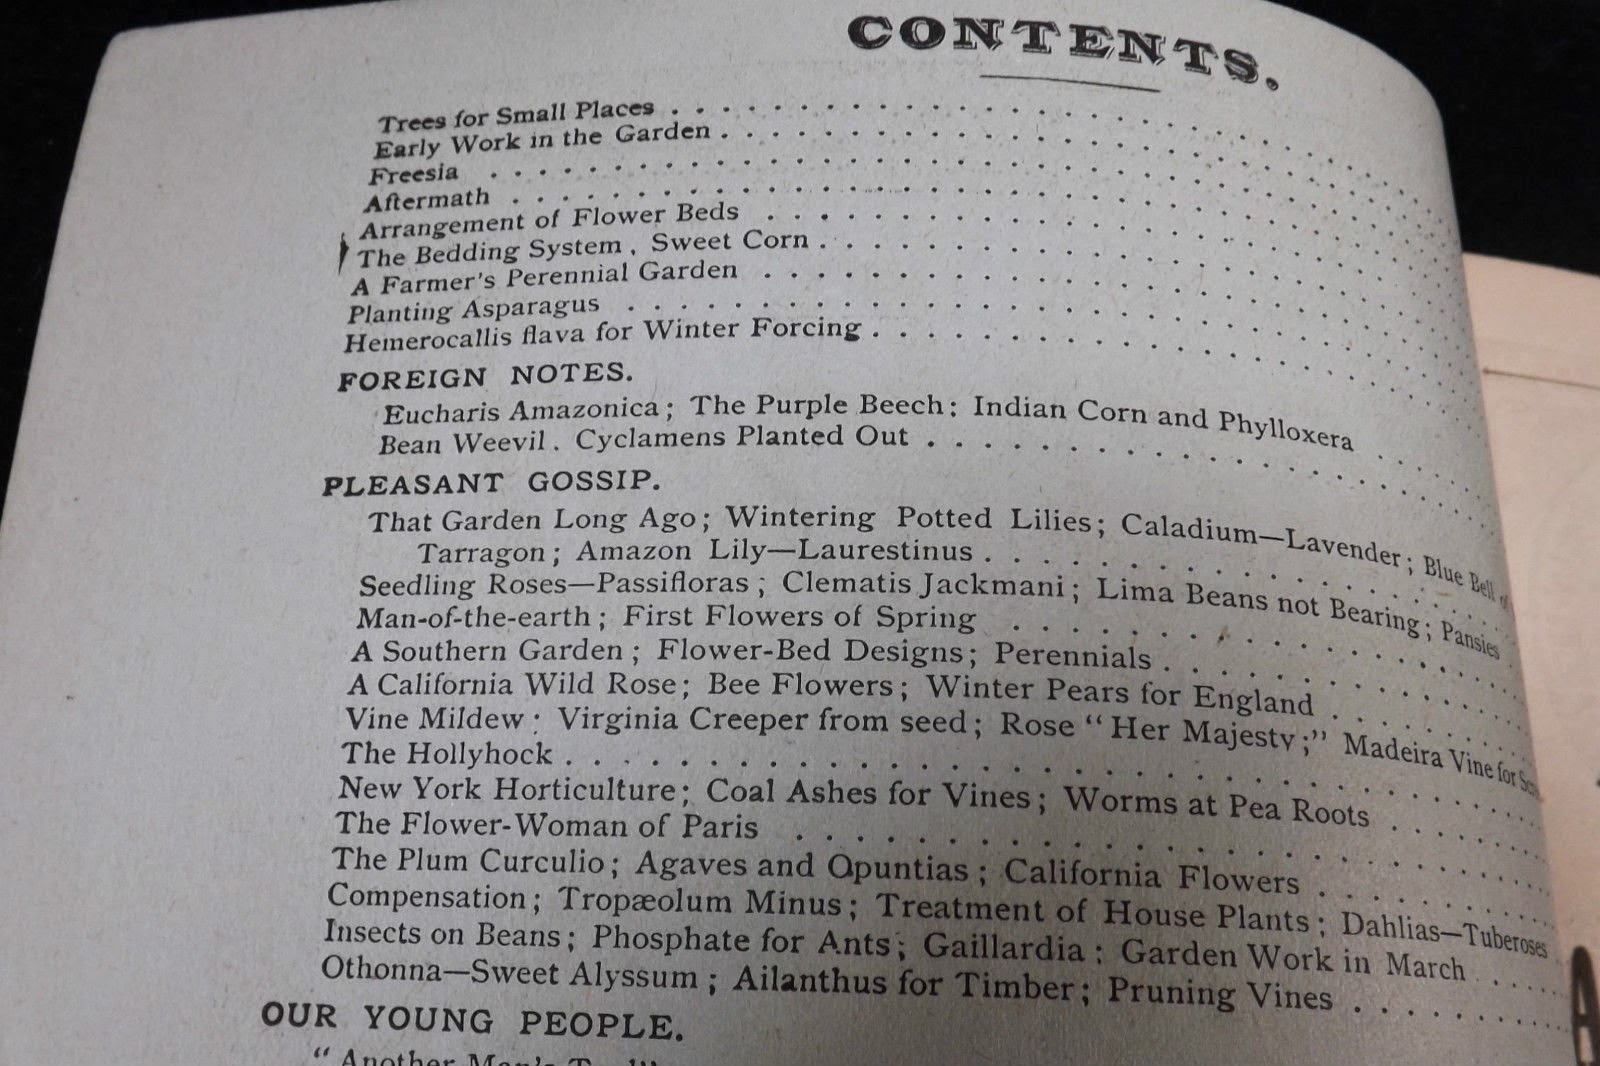 CONTENTS.
Trees for Small Places
Early Work in the Garden
Freesia
Aftermath
Arrangement of Flower Beds
The Bedding System, Sweet Corn
A Farmer's Perennial Garden
Planting Asparagus
Hemerocallis flava for Winter Forcing
FOREIGN NOTES.
Eucharis Amazonica; The Purple Beech: Indian Corn and Phylloxera
Bean Weevil. Cyclamens Planted Out
PLEASANT GOSSIP.
That Garden Long Ago; Wintering Potted Lilies; Caladium—Lavender; Blue Bell of
Tarragon; Amazon Lily—Laurestinus
Seedling Roses—Passifloras; Clematis Jackmani; Lima Beans not Bearing; Pansies
Man-of-the-earth; First Flowers of Spring
A Southern Garden; Flower-Bed Designs; Perennials
A California Wild Rose; Bee Flowers; Winter Pears for England
Vine Mildew: Virginia Creeper from seed; Rose "Her Majesty;" Madeira Vine for
The Hollyhock
New York Horticulture; Coal Ashes for Vines; Worms at Pea Roots
The Flower-Woman of Paris
The Plum Curculio; Agaves and Opuntias; California Flowers
Compensation; Tropæolum Minus; Treatment of House Plants; Dahlias—Tuberoses
Insects on Beans; Phosphate for Ants; Gaillardia: Garden Work in March
Othonna—Sweet Alyssum; Ailanthus for Timber; Pruning Vines
OUR YOUNG PEOPLE.
"Another Man's
A